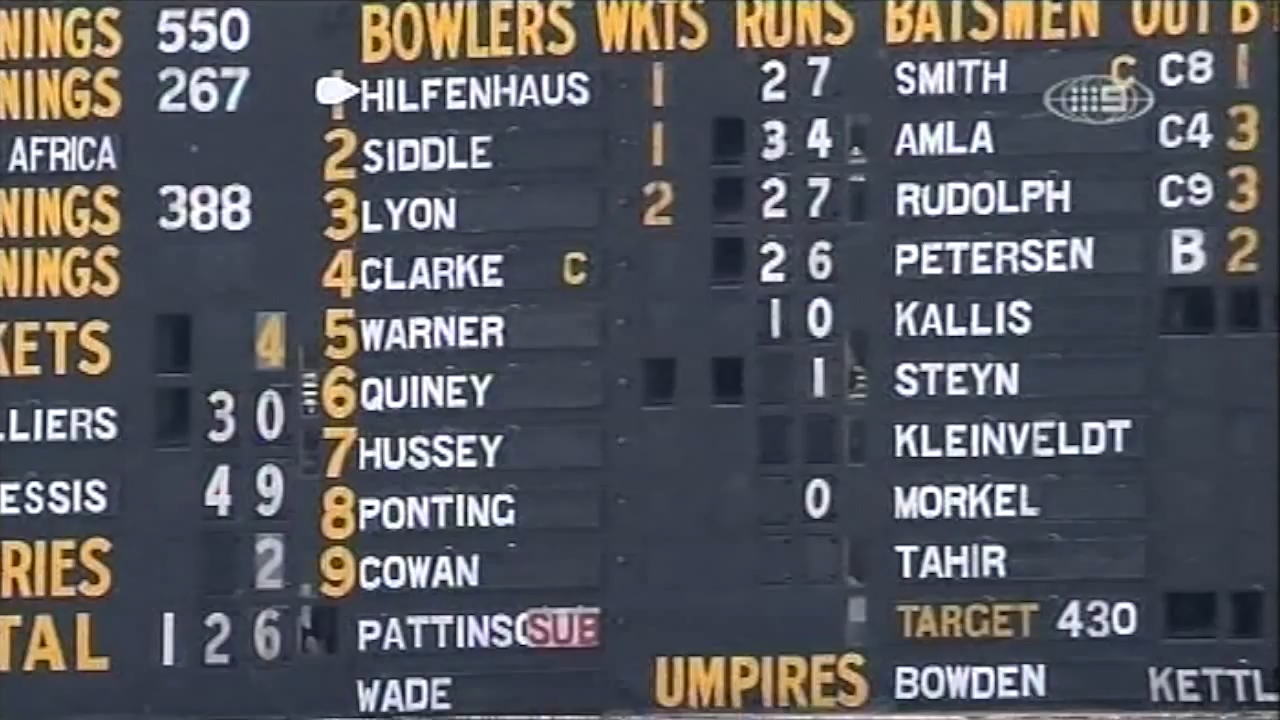 NINGS 550 BOWLERS WKTS RUNS BATSMEN OUT B
NINGS 267 1 HILFENHAUS 1 27 SMITH C C8 1
AFRICA 2 SIDDLE 1 34 AMLA C4 3
NINGS 388 3 LYON 2 27 RUDOLPH C9 3
NINGS 4 CLARKE C 26 PETERSEN B 2
KETS 4 5 WARNER 10 KALLIS
6 QUINEY 1 STEYN
LLIERS 30 7 HUSSEY KLEINVELDT
ESSIS 49 8 PONTING 0 MORKEL
RIES 2 9 COWAN TAHIR
TAL 126 PATTINSO SUB TARGET 430
WADE UMPIRES BOWDEN KETTL